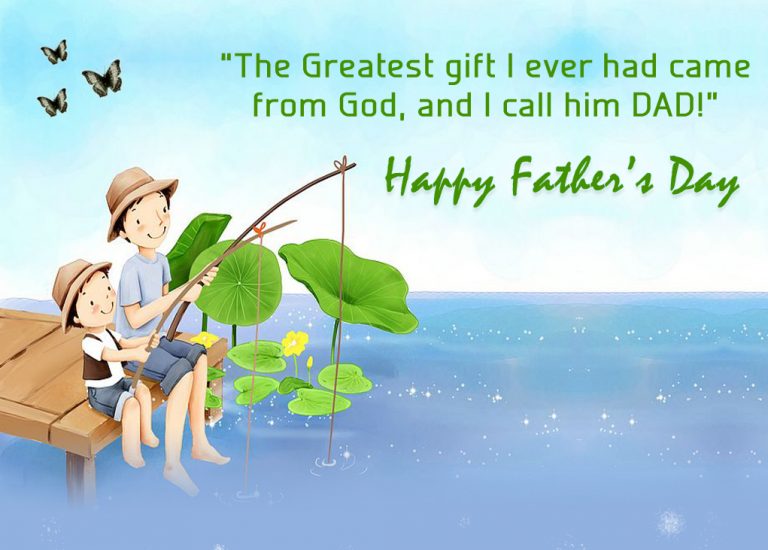 "The Greatest gift I ever had came
from God, and I call him DAD!"
Happy Father's Day